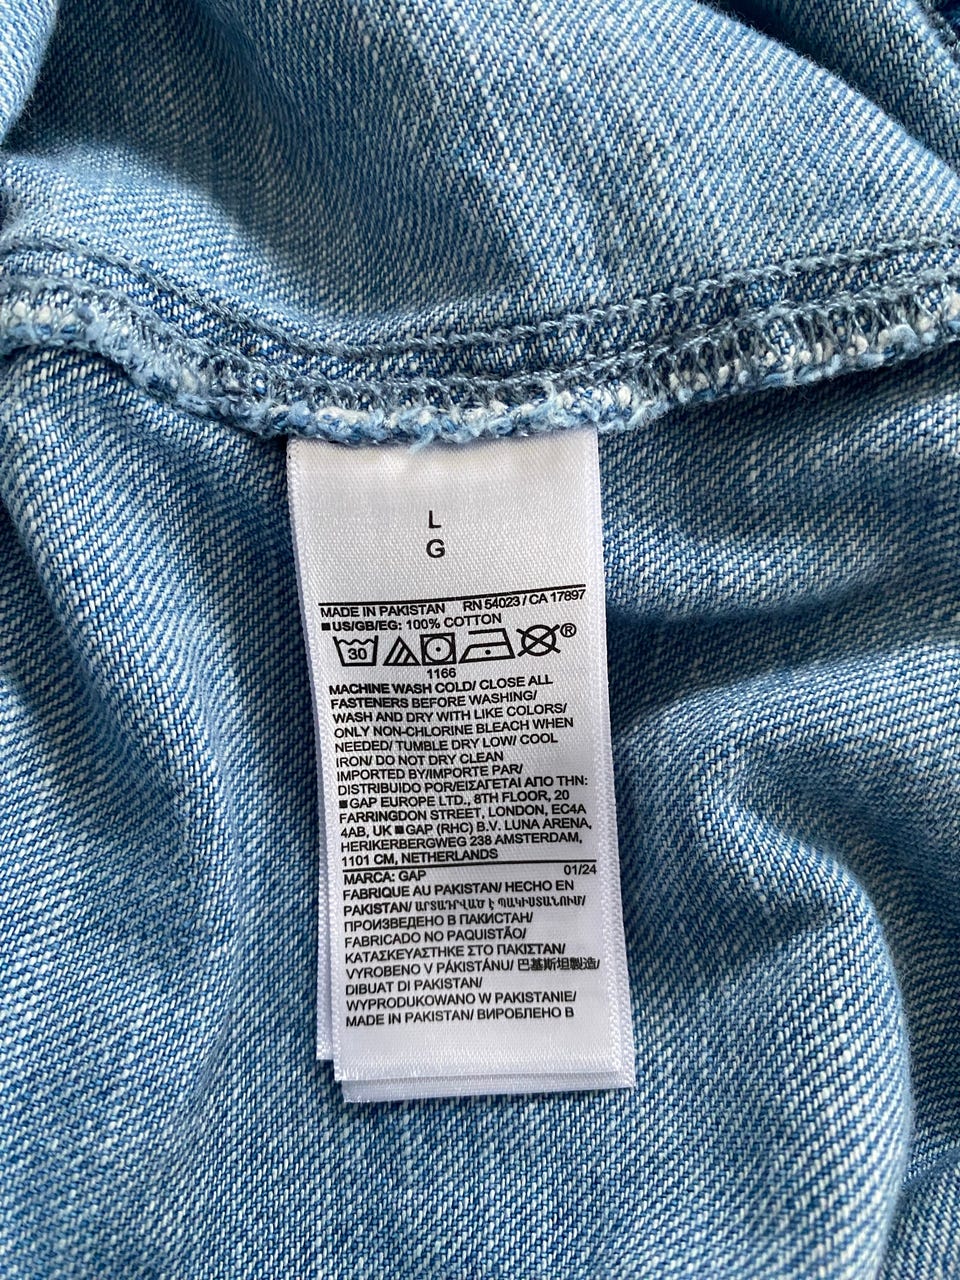 L
G
MADE IN PAKISTAN RN 54023 / CA 17897
■US/GB/EG: 100% COTTON
30
1166
MACHINE WASH COLD/ CLOSE ALL
FASTENERS BEFORE WASHING/
WASH AND DRY WITH LIKE COLORS/
ONLY NON-CHLORINE BLEACH WHEN
NEEDED/ TUMBLE DRY LOW/ COOL
IRON/ DO NOT DRY CLEAN
IMPORTED BY/IMPORTE PAR/
DISTRIBUIDO POR/ΕΙΣΑΓΕΤΑΙ ΑΠΟ ΤΗΝ:
■GAP EUROPE LTD., 8TH FLOOR, 20
FARRINGDON STREET, LONDON, EC4A
4AB, UK ■GAP (RHC) B.V. LUNA ARENA,
HERIKERBERGWEG 238 AMSTERDAM,
1101 CM, NETHERLANDS
MARCA: GAP 01/24
FABRIQUE AU PAKISTAN/ HECHO EN
PAKISTAN/ ԱՐՏԱԴՐՎԱԾ Է ՊԱԿԻՍՏԱՆՈՒՄ/
ПРОИЗВЕДЕНО В ПАКИСТАН/
FABRICADO NO PAQUISTÃO/
ΚΑΤΑΣΚΕΥΑΣΤΗΚΕ ΣΤΟ ΠΑΚΙΣΤΑΝ/
VYROBENO V PÁKISTÁNU/ 巴基斯坦製造/
DIBUAT DI PAKISTAN/
WYPRODUKOWANO W PAKISTANIE/
MADE IN PAKISTAN/ ВИРОБЛЕНО В